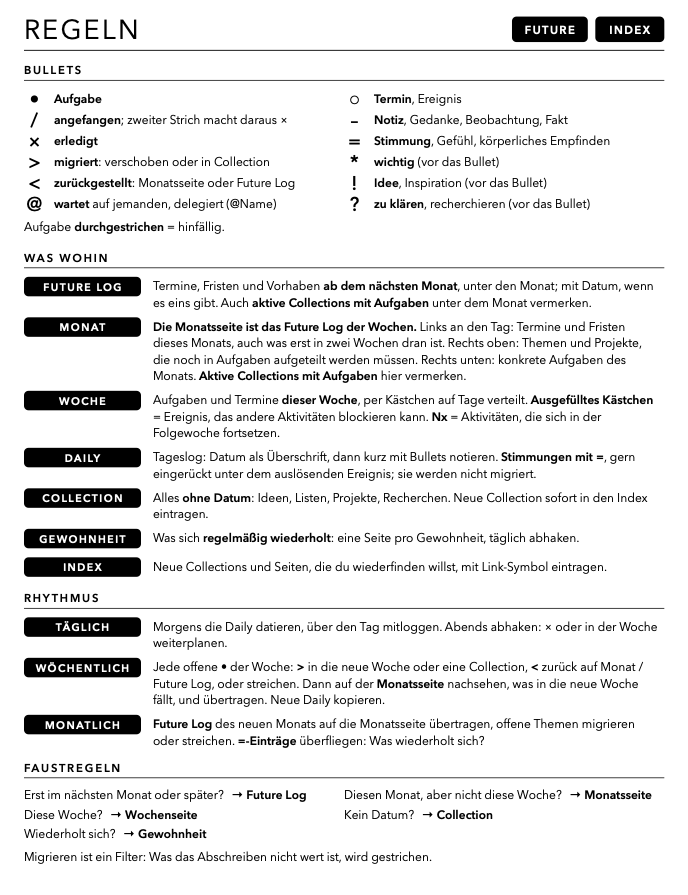 REGELN
FUTURE
INDEX
BULLETS
● Aufgabe
/ angefangen; zweiter Strich macht daraus ×
× erledigt
> migriert: verschoben oder in Collection
< zurückgestellt: Monatsseite oder Future Log
@ wartet auf jemanden, delegiert (@Name)
○ Termin, Ereignis
– Notiz, Gedanke, Beobachtung, Fakt
= Stimmung, Gefühl, körperliches Empfinden
* wichtig (vor das Bullet)
! Idee, Inspiration (vor das Bullet)
? zu klären, recherchieren (vor das Bullet)
Aufgabe durchgestrichen = hinfällig.
WAS WOHIN
FUTURE LOG
Termine, Fristen und Vorhaben ab dem nächsten Monat, unter den Monat; mit Datum, wenn
es eins gibt. Auch aktive Collections mit Aufgaben unter dem Monat vermerken.
MONAT
Die Monatsseite ist das Future Log der Wochen. Links an den Tag: Termine und Fristen
dieses Monats, auch was erst in zwei Wochen dran ist. Rechts oben: Themen und Projekte,
die noch in Aufgaben aufgeteilt werden müssen. Rechts unten: konkrete Aufgaben des
Monats. Aktive Collections mit Aufgaben hier vermerken.
WOCHE
Aufgaben und Termine dieser Woche, per Kästchen auf Tage verteilt. Ausgefülltes Kästchen
= Ereignis, das andere Aktivitäten blockieren kann. Nx = Aktivitäten, die sich in der
Folgewoche fortsetzen.
DAILY
Tageslog: Datum als Überschrift, dann kurz mit Bullets notieren. Stimmungen mit =, gern
eingerückt unter dem auslösenden Ereignis; sie werden nicht migriert.
COLLECTION
Alles ohne Datum: Ideen, Listen, Projekte, Recherchen. Neue Collection sofort in den Index
eintragen.
GEWOHNHEIT
Was sich regelmäßig wiederholt: eine Seite pro Gewohnheit, täglich abhaken.
INDEX
Neue Collections und Seiten, die du wiederfinden willst, mit Link-Symbol eintragen.
RHYTHMUS
TÄGLICH
Morgens die Daily datieren, über den Tag mitloggen. Abends abhaken: × oder in der Woche
weiterplanen.
WÖCHENTLICH
Jede offene • der Woche: > in die neue Woche oder eine Collection, < zurück auf Monat /
Future Log, oder streichen. Dann auf der Monatsseite nachsehen, was in die neue Woche
fällt, und übertragen. Neue Daily kopieren.
MONATLICH
Future Log des neuen Monats auf die Monatsseite übertragen, offene Themen migrieren
oder streichen. =-Einträge überfliegen: Was wiederholt sich?
FAUSTREGELN
Erst im nächsten Monat oder später? → Future Log
Diesen Monat, aber nicht diese Woche? → Monatsseite
Diese Woche? → Wochenseite
Kein Datum? → Collection
Wiederholt sich? → Gewohnheit
Migrieren ist ein Filter: Was das Abschreiben nicht wert ist, wird gestrichen.